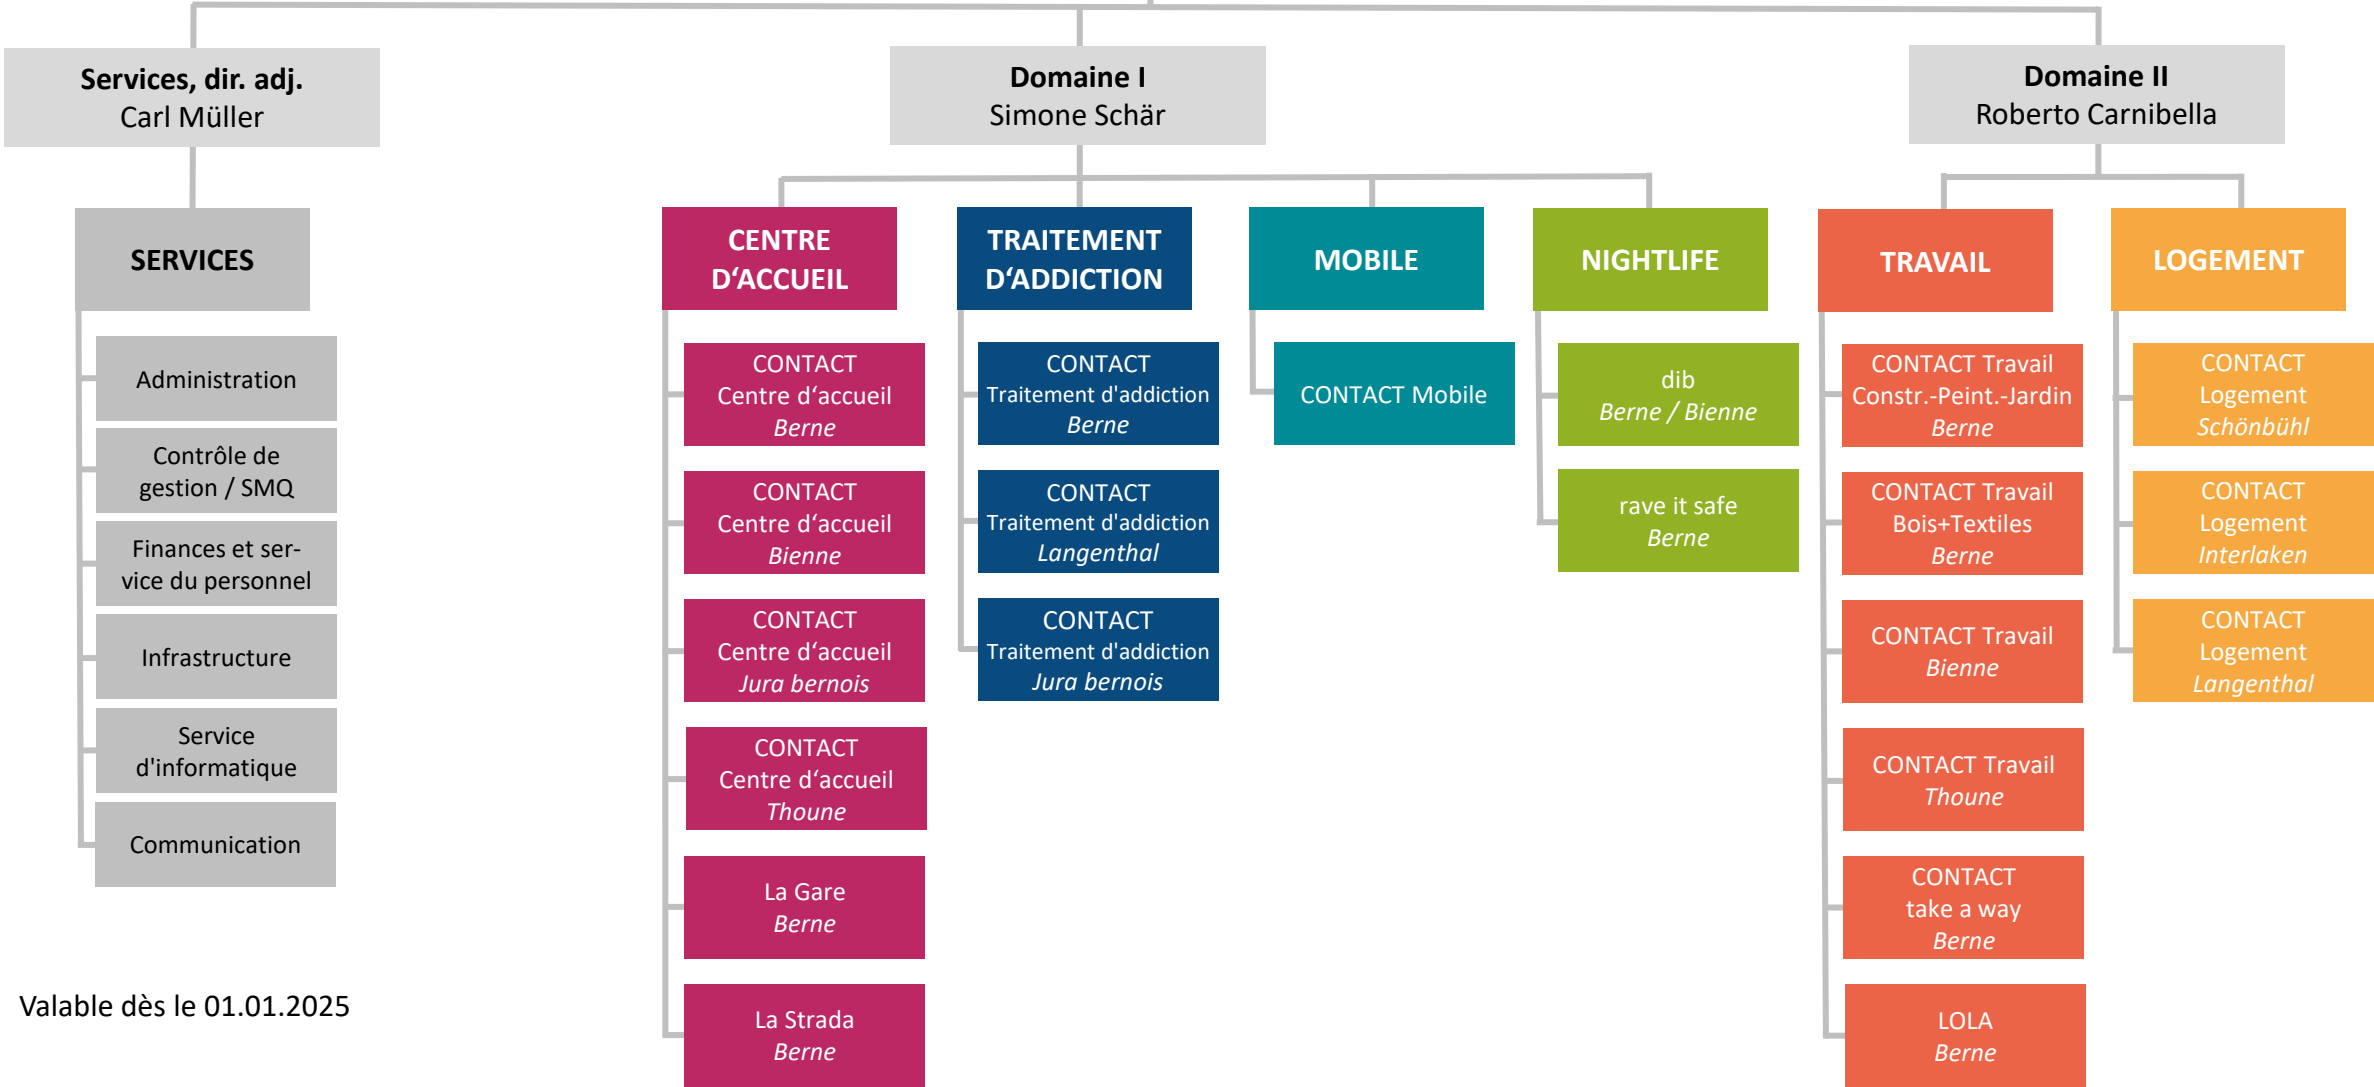 Services, dir. adj.
Carl Müller
Domaine I
Simone Schär
Domaine II
Roberto Carnibella
SERVICES
Administration
Contrôle de
gestion / SMQ
Finances et ser-
vice du personnel
Infrastructure
Service
d'informatique
Communication
CENTRE
D‘ACCUEIL
CONTACT
Centre d‘accueil
Berne
CONTACT
Centre d‘accueil
Bienne
CONTACT
Centre d‘accueil
Jura bernois
CONTACT
Centre d‘accueil
Thoune
La Gare
Berne
La Strada
Berne
TRAITEMENT
D‘ADDICTION
CONTACT
Traitement d'addiction
Berne
CONTACT
Traitement d'addiction
Langenthal
CONTACT
Traitement d'addiction
Jura bernois
MOBILE
CONTACT Mobile
NIGHTLIFE
dib
Berne / Bienne
rave it safe
Berne
TRAVAIL
CONTACT Travail
Constr.-Peint.-Jardin
Berne
CONTACT Travail
Bois+Textiles
Berne
CONTACT Travail
Bienne
CONTACT Travail
Thoune
CONTACT
take a way
Berne
LOLA
Berne
LOGEMENT
CONTACT
Logement
Schönbühl
CONTACT
Logement
Interlaken
CONTACT
Logement
Langenthal
Valable dès le 01.01.2025